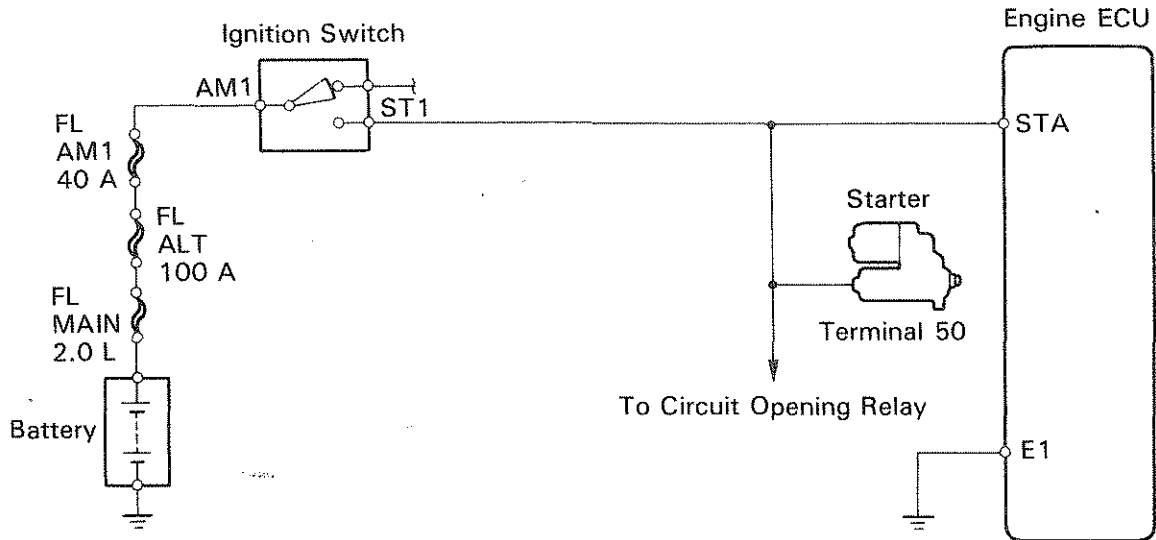 Engine ECU
Ignition Switch
AM1
ST1
STA
FL
AM1
40 A
FL
ALT
100 A
FL
MAIN
2.0 L
Starter
Terminal 50
To Circuit Opening Relay
Battery
E1